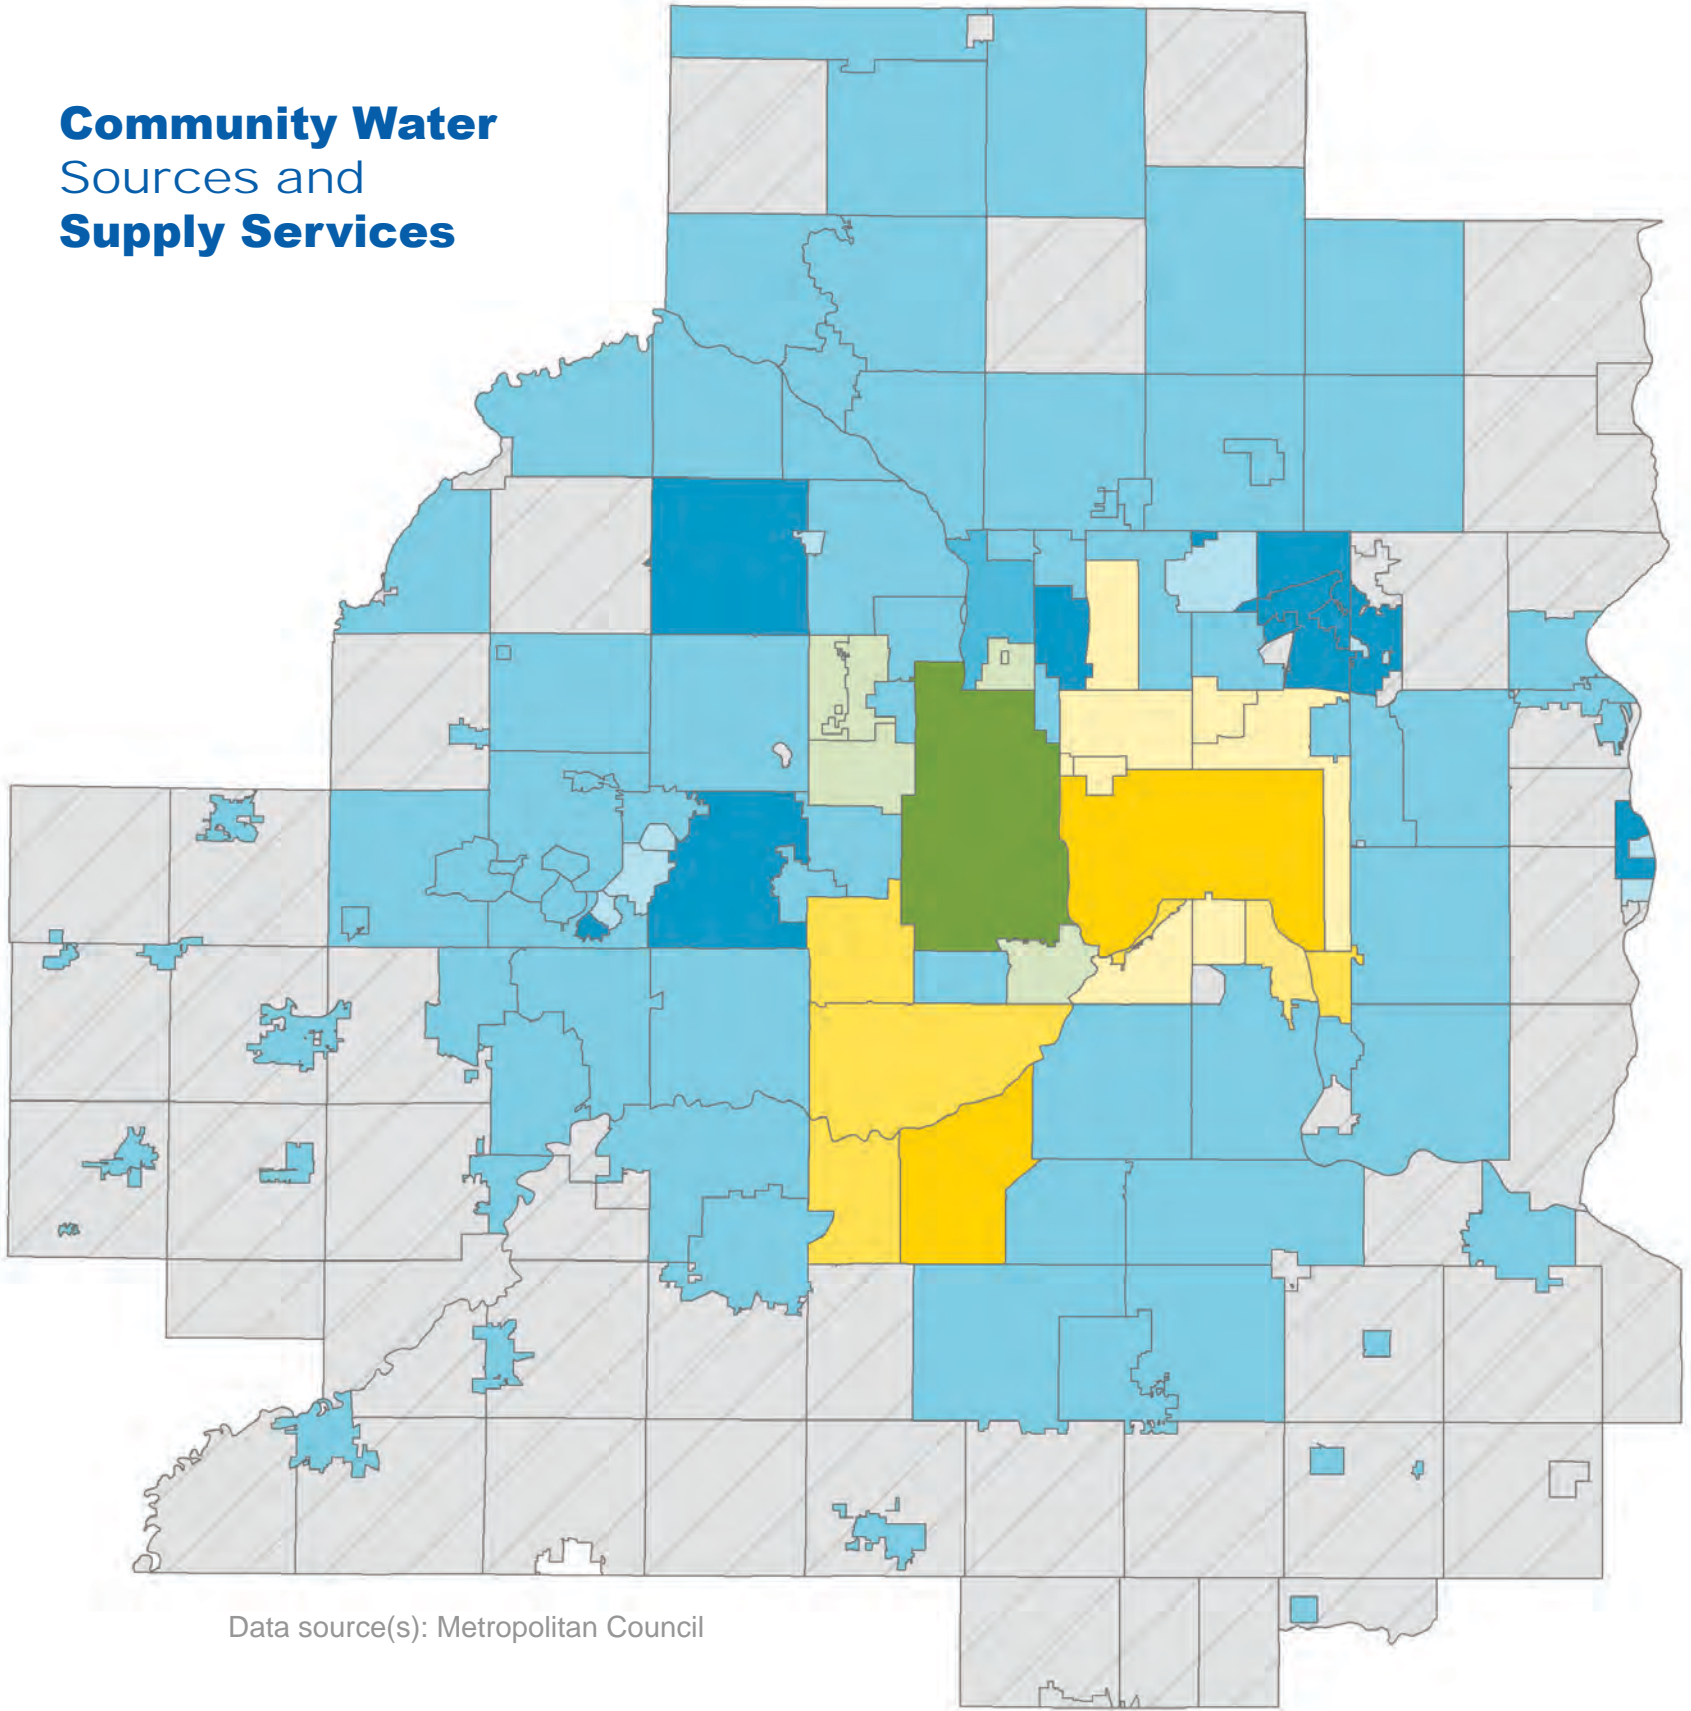 Community Water
Sources and
Supply Services
Data source(s): Metropolitan Council